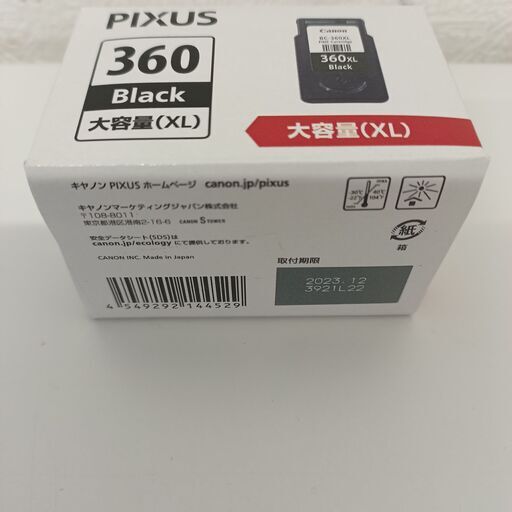 PIXUS
360
Black
大容量(XL)
Canon
BC-360XL
360XL
Black
大容量(XL)
キヤノン PIXUS ホームページ canon.jp/pixus
キヤノンマーケティングジャパン株式会社
〒108-8011
東京都港区港南2-16-6 CANON S TOWER
安全データシート(SDS)は
canon.jp/ecology にて提供しております。
CANON INC. Made in Japan
4 549292 144529
取付期限
2023.12
3921L22
紙
箱